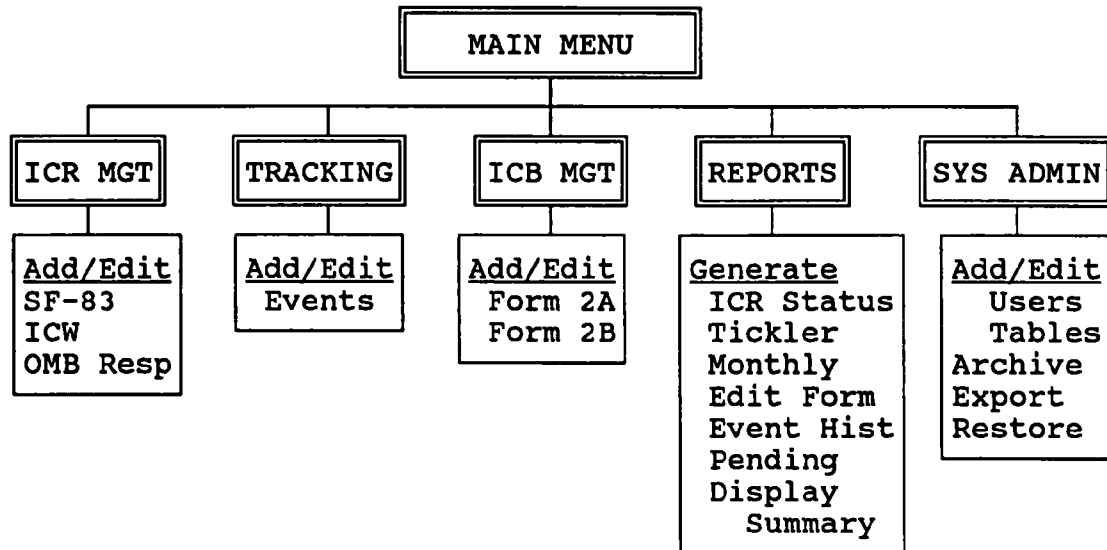 MAIN MENU
ICR MGT
TRACKING
ICB MGT
REPORTS
SYS ADMIN
Add/Edit
SF-83
ICW
OMB Resp
Add/Edit
Events
Add/Edit
Form 2A
Form 2B
Generate
ICR Status
Tickler
Monthly
Edit Form
Event Hist
Pending
Display
Summary
Add/Edit
Users
Tables
Archive
Export
Restore